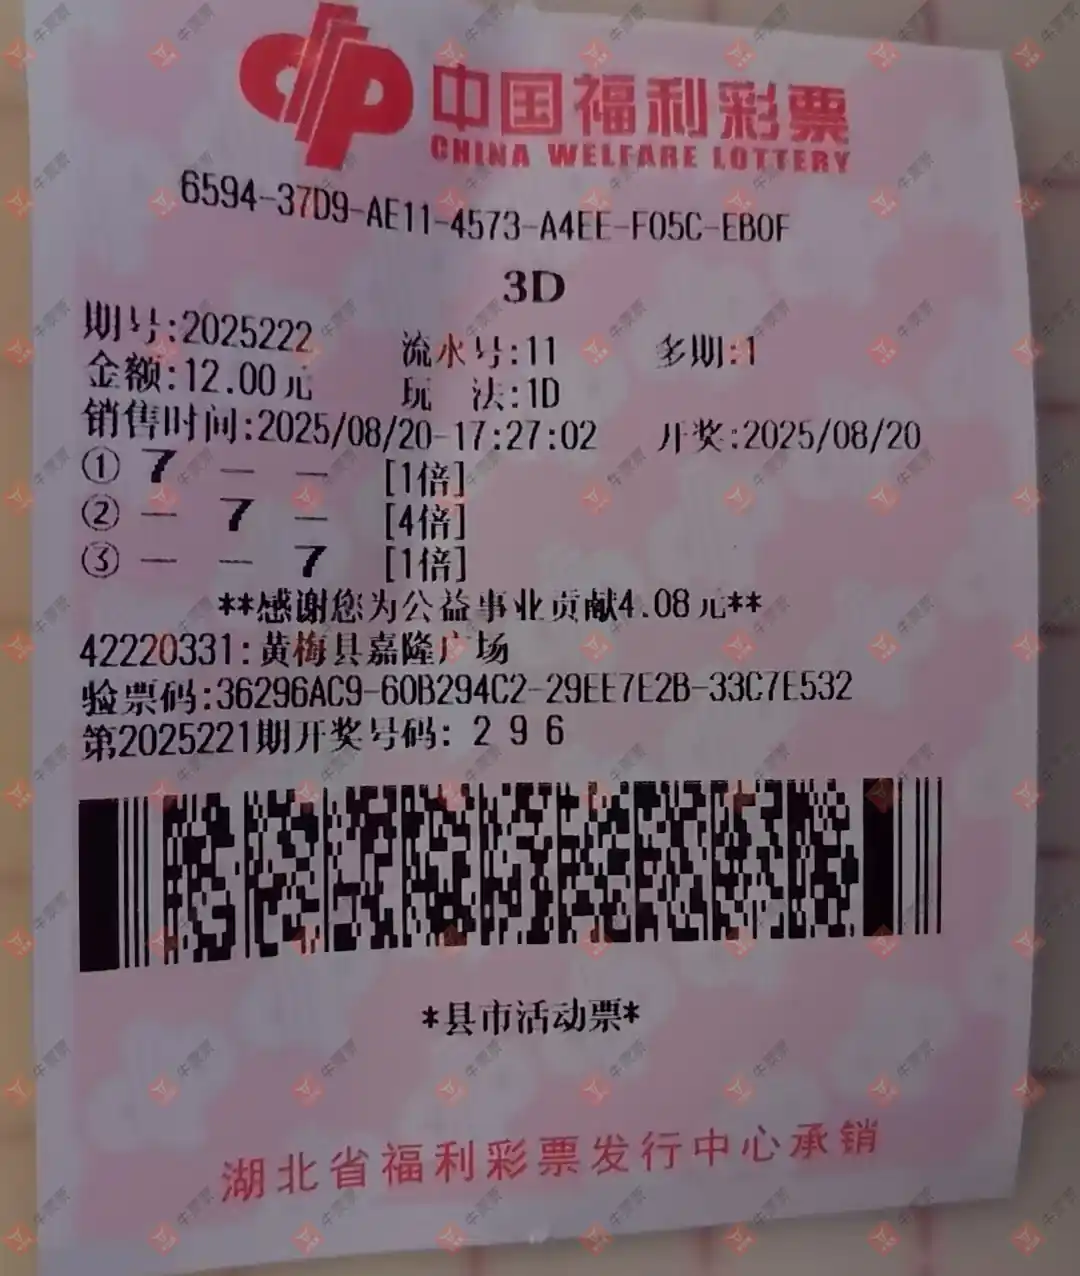 中国福利彩票
CHINA WELFARE LOTTERY
6594-37D9-AE11-4573-A4EE-F05C-EB0F
3D
期号:2025222 流水号:11 多期:1
金额:12.00元 玩 法:1D
销售时间:2025/08/20-17:27:02 开奖:2025/08/20
① 7 — — [1倍]
② — 7 — [4倍]
③ — — 7 [1倍]
**感谢您为公益事业贡献4.08元**
42220331:黄梅县嘉隆广场
验票码:36296AC9-60B294C2-29EE7E2B-33C7E532
第2025221期开奖号码: 2 9 6
*县市活动票*
湖北省福利彩票发行中心承销